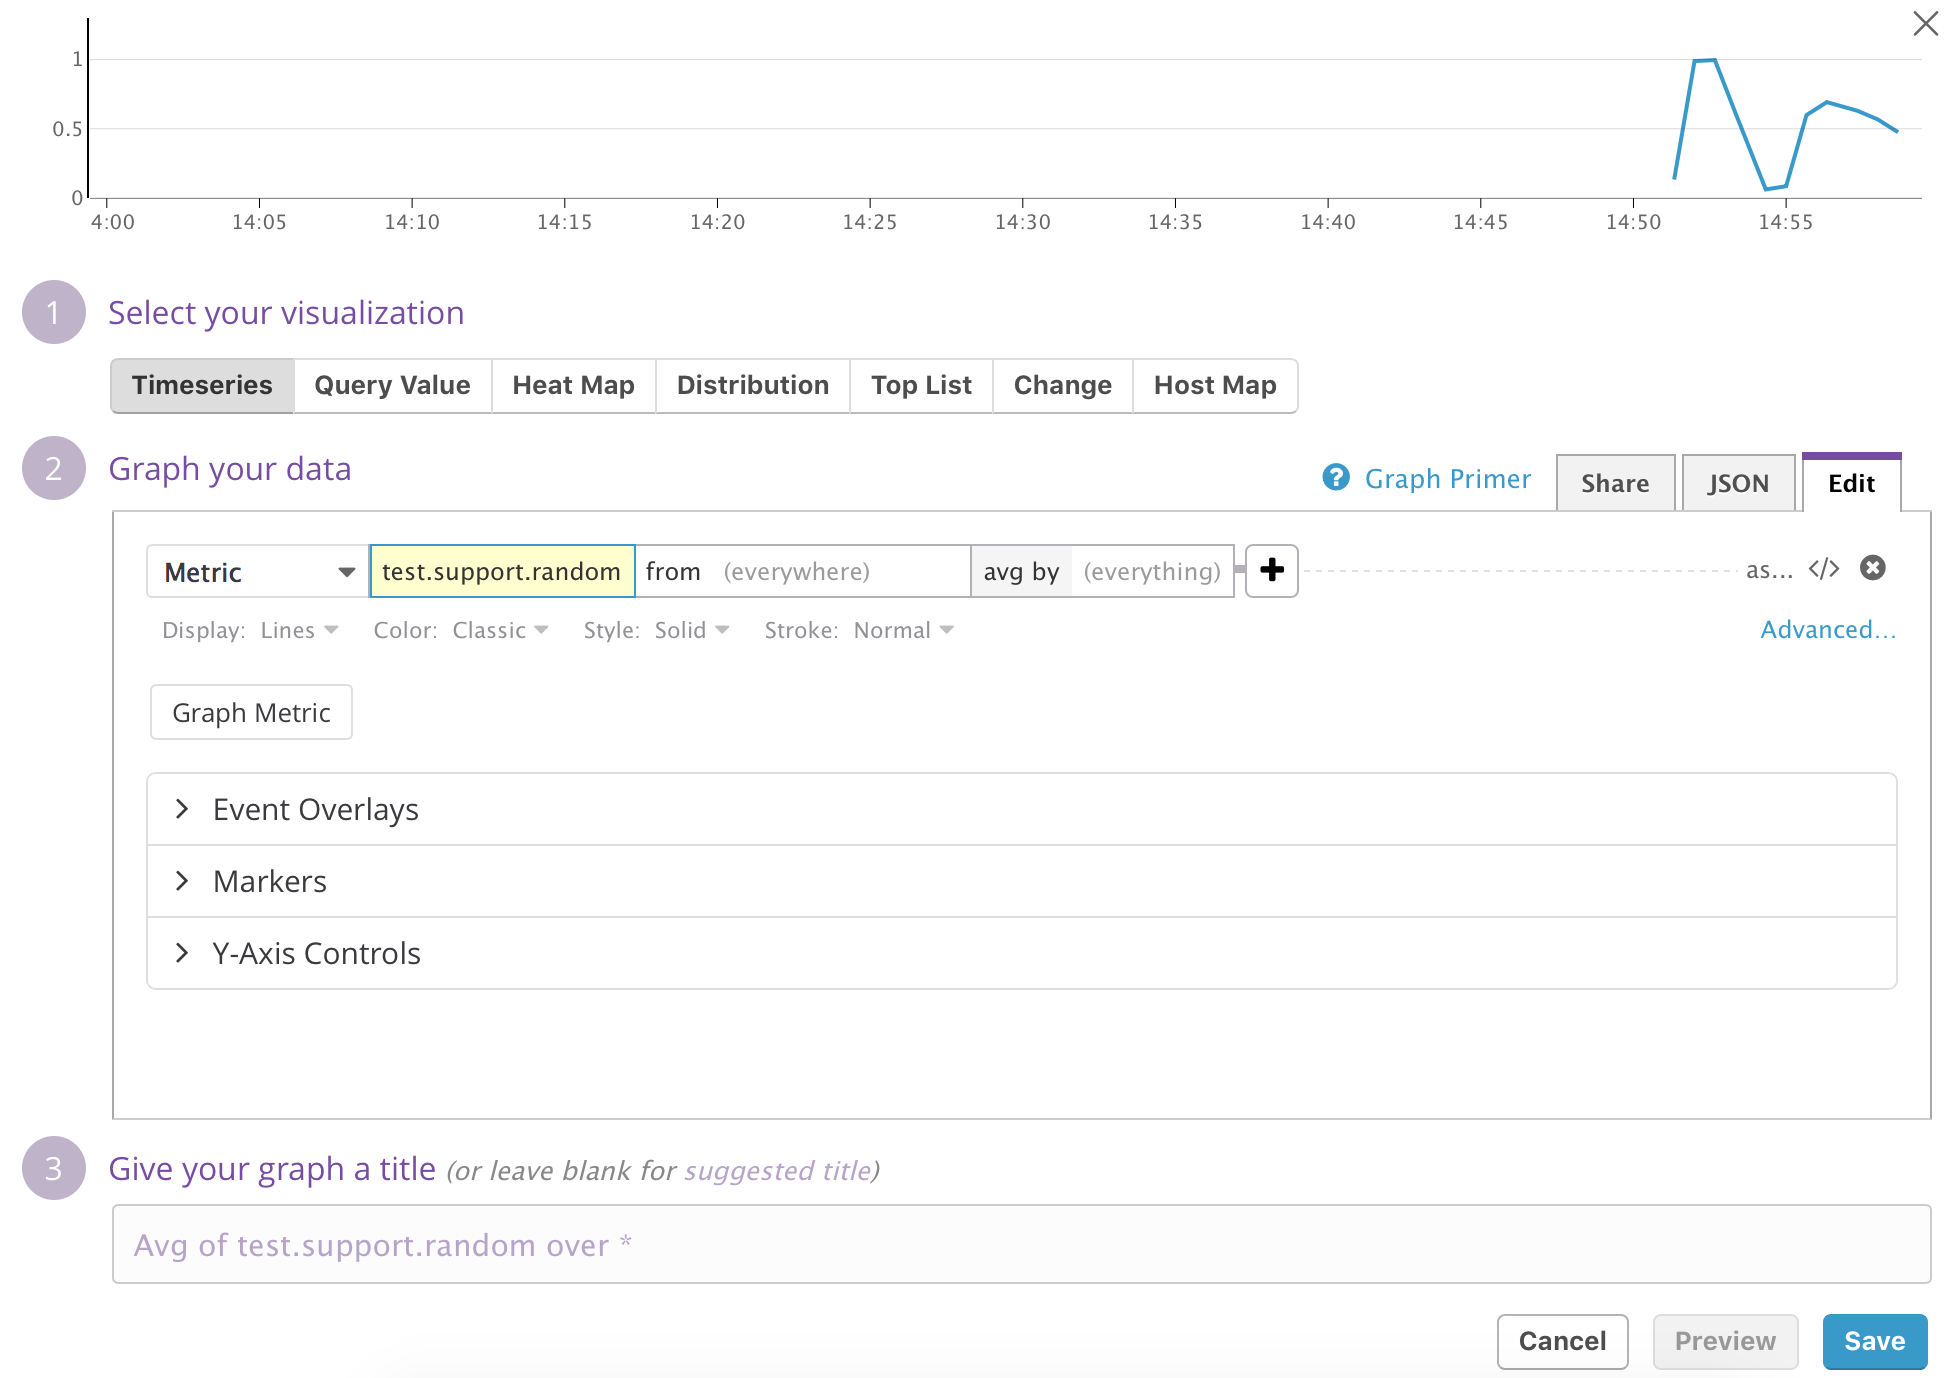 1
0.5
0
4:00 14:05 14:10 14:15 14:20 14:25 14:30 14:35 14:40 14:45 14:50 14:55
1 Select your visualization
Timeseries Query Value Heat Map Distribution Top List Change Host Map
2 Graph your data
? Graph Primer Share JSON Edit
Metric test.support.random from (everywhere) avg by (everything) + as... </>
Display: Lines Color: Classic Style: Solid Stroke: Normal Advanced...
Graph Metric
Event Overlays
Markers
Y-Axis Controls
3 Give your graph a title (or leave blank for suggested title)
Avg of test.support.random over *
Cancel Preview Save